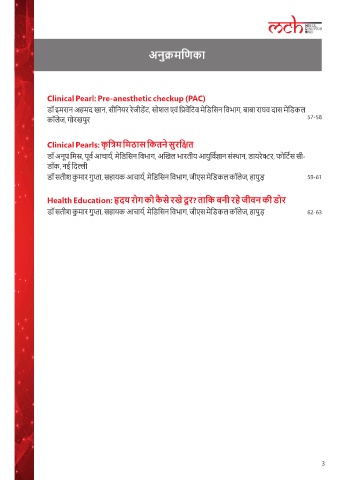 mch
अनुक्रमणिका
Clinical Pearl: Pre-anesthetic checkup (PAC)
डॉ इमरान अहमद खान, सीनियर रेजीडेंट, सोशल एवं प्रिवेंटिव मेडिसिन विभाग, बाबा राघव दास मेडिकल
कॉलेज, गोरखपुर 57-58
Clinical Pearls: कृत्रिम मिठास कितने सुरक्षित
डॉ अनूप मिस्र, पूर्व आचार्य, मेडिसिन विभाग, अखिल भारतीय आयुर्विज्ञान संस्थान, डायरेक्टर, फोर्टिस सी-
डॉक, नई दिल्ली
डॉ सतीश कुमार गुप्ता, सहायक आचार्य, मेडिसिन विभाग, जीएस मेडिकल कॉलेज, हापुड़ 59-61
Health Education: हृदय रोग को कैसे रखे दूर? ताकि बनी रहे जीवन की डोर
डॉ सतीश कुमार गुप्ता, सहायक आचार्य, मेडिसिन विभाग, जीएस मेडिकल कॉलेज, हापुड़ 62-63
3